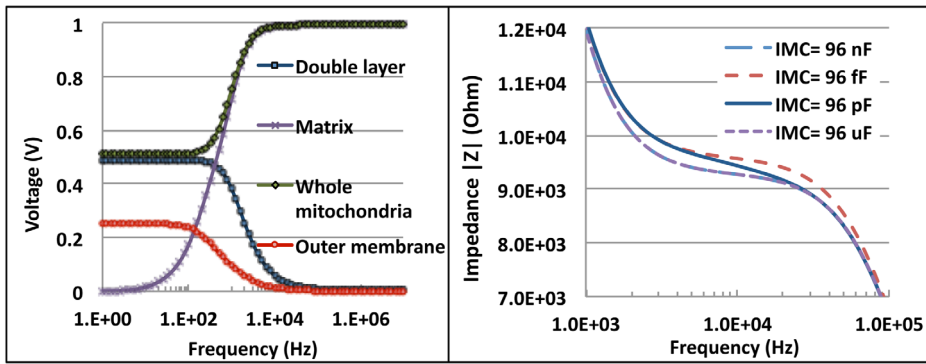 1
0.8
0.6
0.4
0.2
0
Voltage (V)
Double layer
Matrix
Whole
mitochondria
Outer membrane
1.E+00
1.E+02
1.E+04
1.E+06
Frequency (Hz)
1.2E+04
1.1E+04
1.0E+04
9.0E+03
8.0E+03
7.0E+03
Impedance |Z| (Ohm)
IMC= 96 nF
IMC= 96 fF
IMC= 96 pF
IMC= 96 uF
1.0E+03
1.0E+04
1.0E+05
Frequency (Hz)